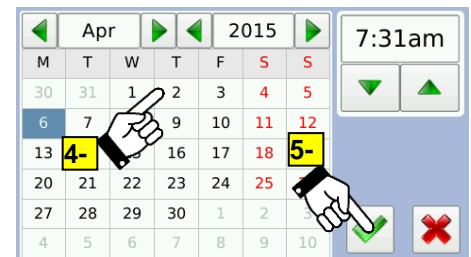 Apr 2015 7:31am
M T W T F S S
30 31 1 2 3 4 5
6 7 9 10 11 12
13 4- 16 17 18 5-
20 21 22 23 24 25
27 28 29 30 1 2
4 5 6 7 8 9 10